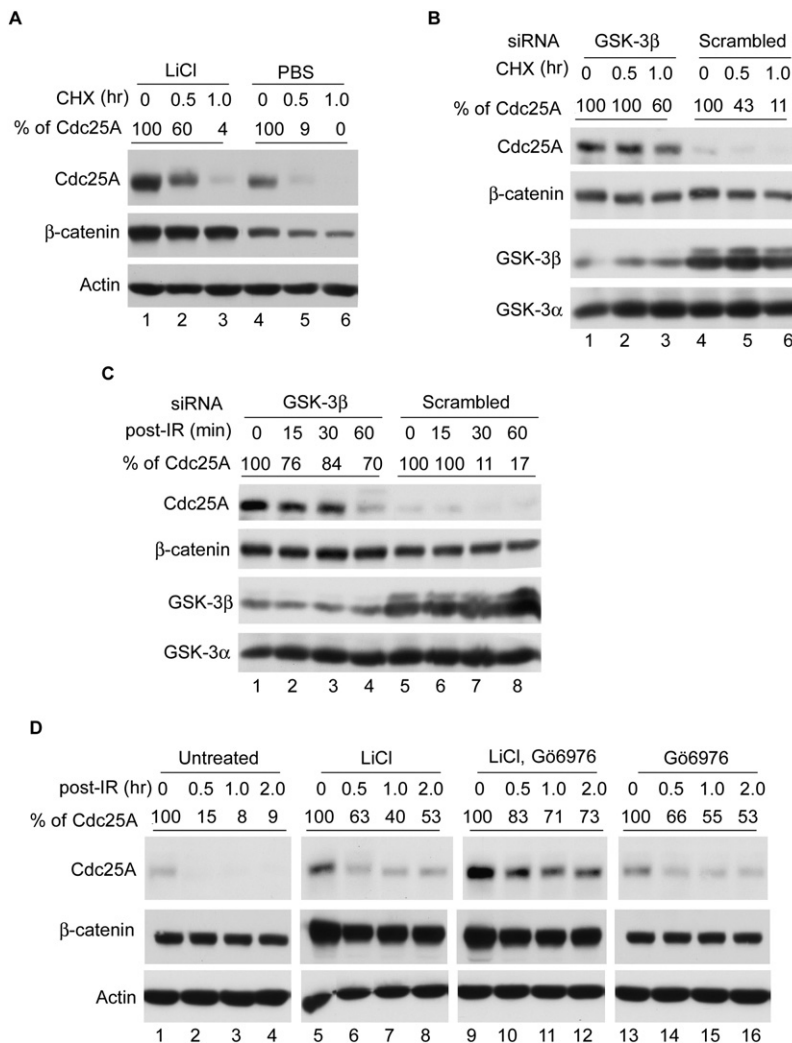 A
LiCl PBS
CHX (hr) 0 0.5 1.0 0 0.5 1.0
% of Cdc25A 100 60 4 100 9 0
Cdc25A
β-catenin
Actin
1 2 3 4 5 6
B
siRNA GSK-3β Scrambled
CHX (hr) 0 0.5 1.0 0 0.5 1.0
% of Cdc25A 100 100 60 100 43 11
Cdc25A
β-catenin
GSK-3β
GSK-3α
1 2 3 4 5 6
C
siRNA GSK-3β Scrambled
post-IR (min) 0 15 30 60 0 15 30 60
% of Cdc25A 100 76 84 70 100 100 11 17
Cdc25A
β-catenin
GSK-3β
GSK-3α
1 2 3 4 5 6 7 8
D
Untreated LiCl LiCl, Gö6976 Gö6976
post-IR (hr) 0 0.5 1.0 2.0 0 0.5 1.0 2.0 0 0.5 1.0 2.0 0 0.5 1.0 2.0
% of Cdc25A 100 15 8 9 100 63 40 53 100 83 71 73 100 66 55 53
Cdc25A
β-catenin
Actin
1 2 3 4 5 6 7 8 9 10 11 12 13 14 15 16